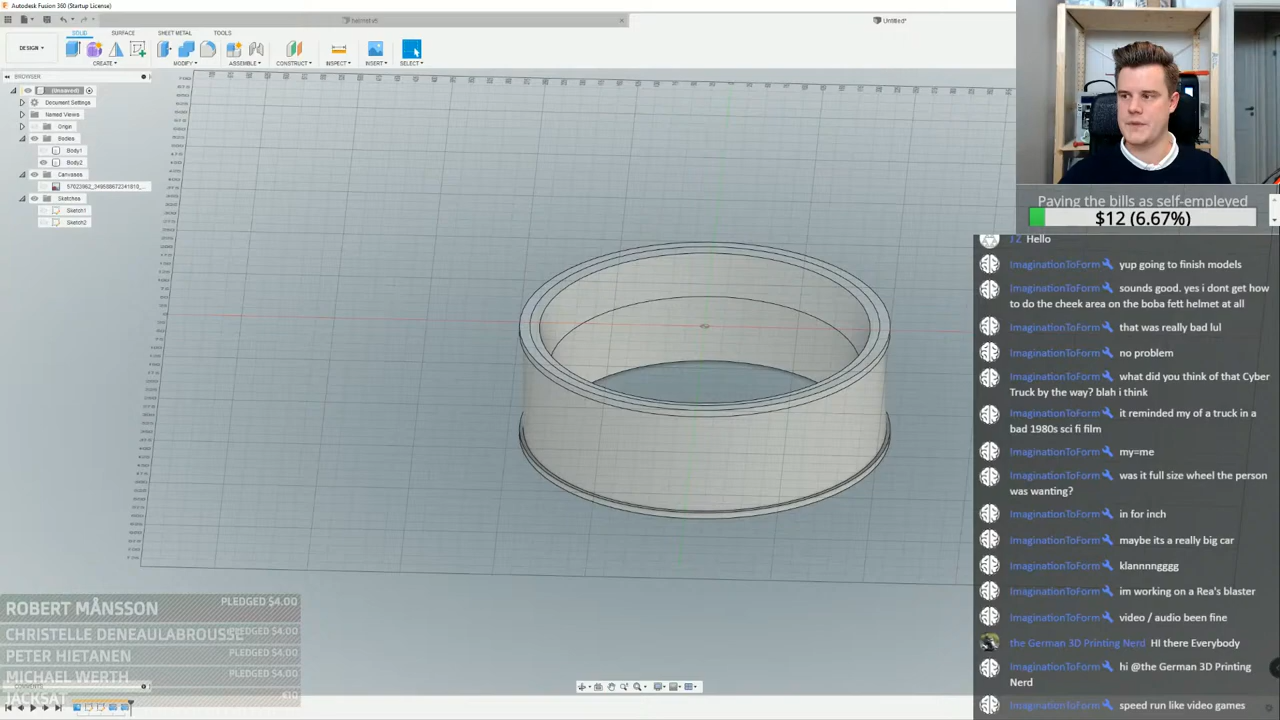 Autodesk Fusion 360 (Startup License)
helmet v6
Untitled*
DESIGN
SOLID
SURFACE
SHEET METAL
TOOLS
CREATE
MODIFY
ASSEMBLE
CONSTRUCT
INSPECT
INSERT
SELECT
BROWSER
(Unsaved)
Document Settings
Named Views
Origin
Bodies
Body1
Body2
Canvases
Sketches
Sketch1
Sketch2
ROBERT MÅNSSON PLEDGED $4.00
CHRISTELLE DENEAULABROUSSE PLEDGED $4.00
PETER HIETANEN PLEDGED $4.00
MICHAEL WERTH PLEDGED $4.00
JACKSAT
Paying the bills as self-employed
$12 (6.67%)
JZ Hello
ImaginationToForm yup going to finish models
ImaginationToForm sounds good. yes i dont get how
to do the cheek area on the boba fett helmet at all
ImaginationToForm that was really bad lul
ImaginationToForm no problem
ImaginationToForm what did you think of that Cyber
Truck by the way? blah i think
ImaginationToForm it reminded my of a truck in a
bad 1980s sci fi film
ImaginationToForm my=me
ImaginationToForm was it full size wheel the person
was wanting?
ImaginationToForm in for inch
ImaginationToForm maybe its a really big car
ImaginationToForm klannnngggg
ImaginationToForm im working on a Rea's blaster
ImaginationToForm video / audio been fine
the German 3D Printing Nerd HI there Everybody
ImaginationToForm hi @the German 3D Printing
Nerd
ImaginationToForm speed run like video games